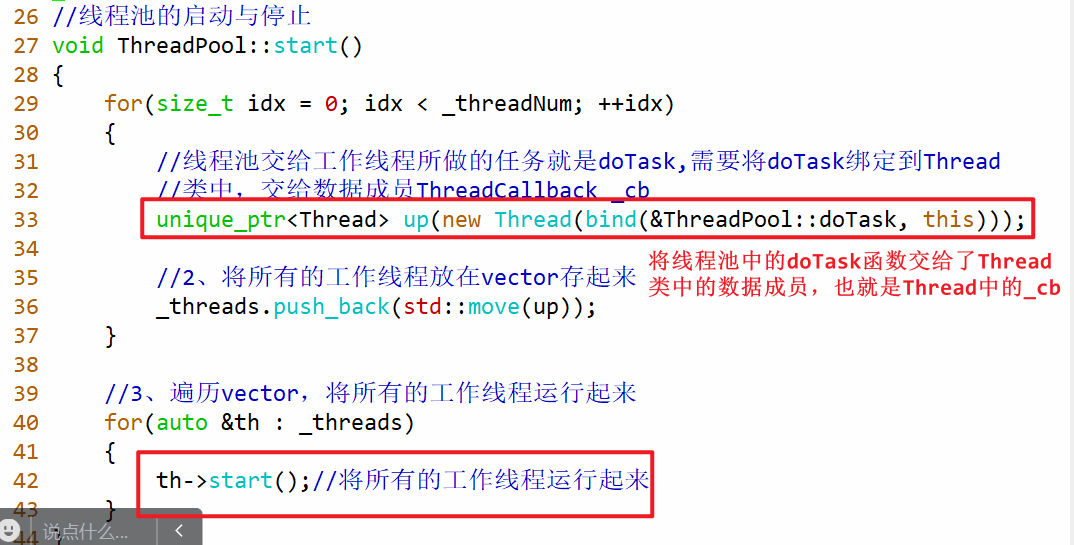 26 //线程池的启动与停止
27 void ThreadPool::start()
28 {
29     for(size_t idx = 0; idx < _threadNum; ++idx)
30     {
31         //线程池交给工作线程所做的任务就是doTask,需要将doTask绑定到Thread
32         //类中，交给数据成员ThreadCallback _cb
33         unique_ptr<Thread> up(new Thread(bind(&ThreadPool::doTask, this)));
34
将线程池中的doTask函数交给了Thread
类中的数据成员，也就是Thread中的_cb
35         //2、将所有的工作线程放在vector存起来
36         _threads.push_back(std::move(up));
37     }
38
39     //3、遍历vector，将所有的工作线程运行起来
40     for(auto &th : _threads)
41     {
42         th->start();//将所有的工作线程运行起来
43     }
44
说点什么...